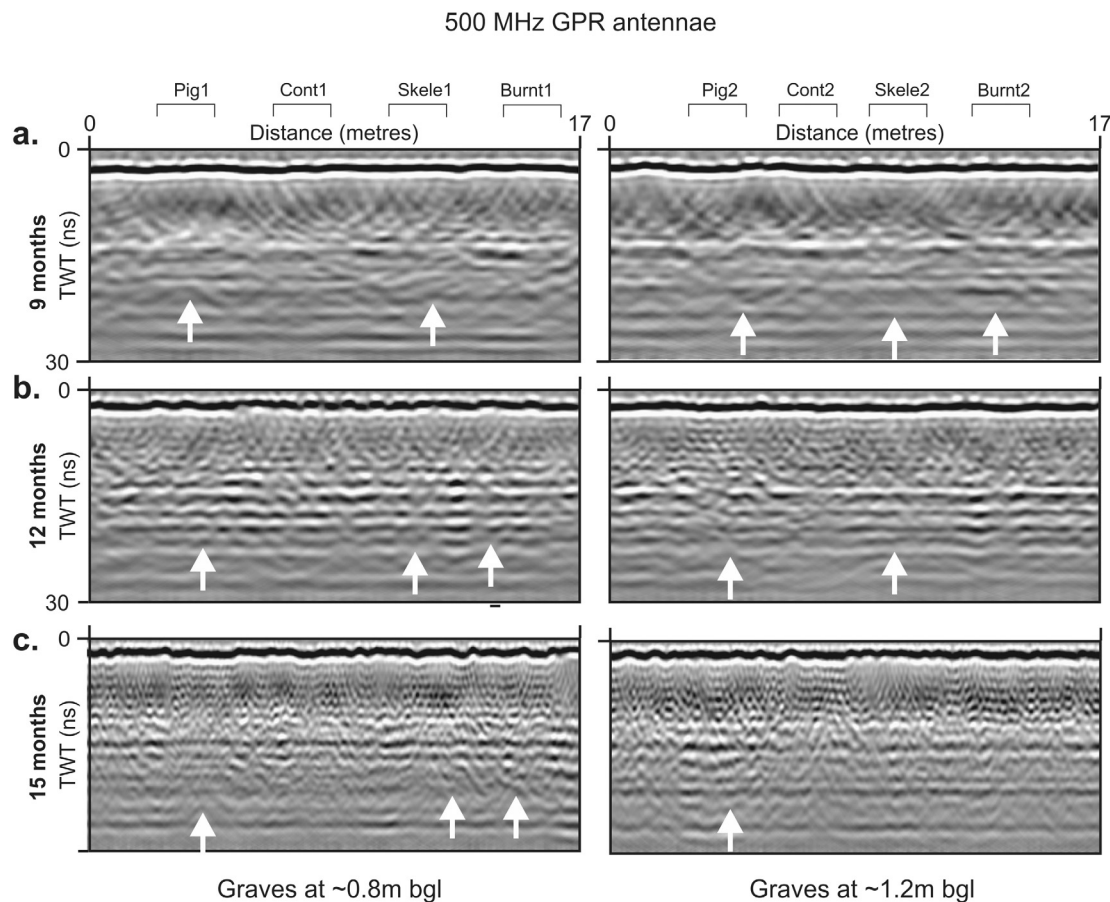 500 MHz GPR antennae
Pig1 Cont1 Skele1 Burnt1 Pig2 Cont2 Skele2 Burnt2
0 Distance (metres) 17 0 Distance (metres) 17
a.
0
9 months
TWT (ns)
30
b.
0
12 months
TWT (ns)
30
c.
0
15 months
TWT (ns)
Graves at ~0.8m bgl Graves at ~1.2m bgl